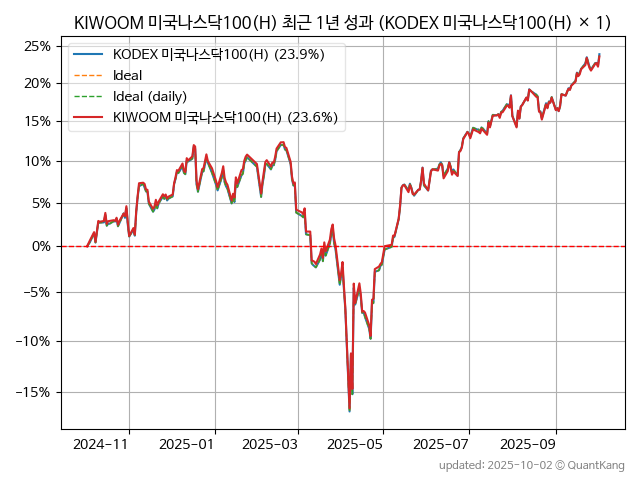 KIWOOM 미국나스닥100(H) 최근 1년 성과 (KODEX 미국나스닥100(H) × 1)
25%
20%
15%
10%
5%
0%
−5%
−10%
−15%
KODEX 미국나스닥100(H) (23.9%)
Ideal
Ideal (daily)
KIWOOM 미국나스닥100(H) (23.6%)
2024−11
2025−01
2025−03
2025−05
2025−07
2025−09
updated: 2025-10-02 © QuantKang